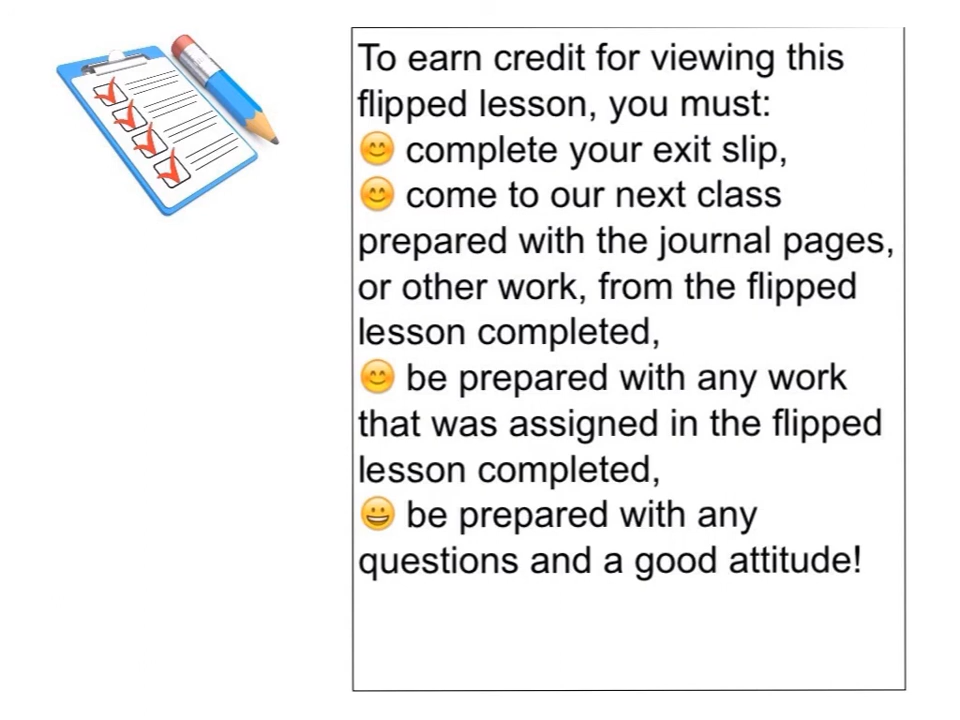 To earn credit for viewing this
flipped lesson, you must:
😊 complete your exit slip,
😊 come to our next class
prepared with the journal pages,
or other work, from the flipped
lesson completed,
😊 be prepared with any work
that was assigned in the flipped
lesson completed,
😀 be prepared with any
questions and a good attitude!